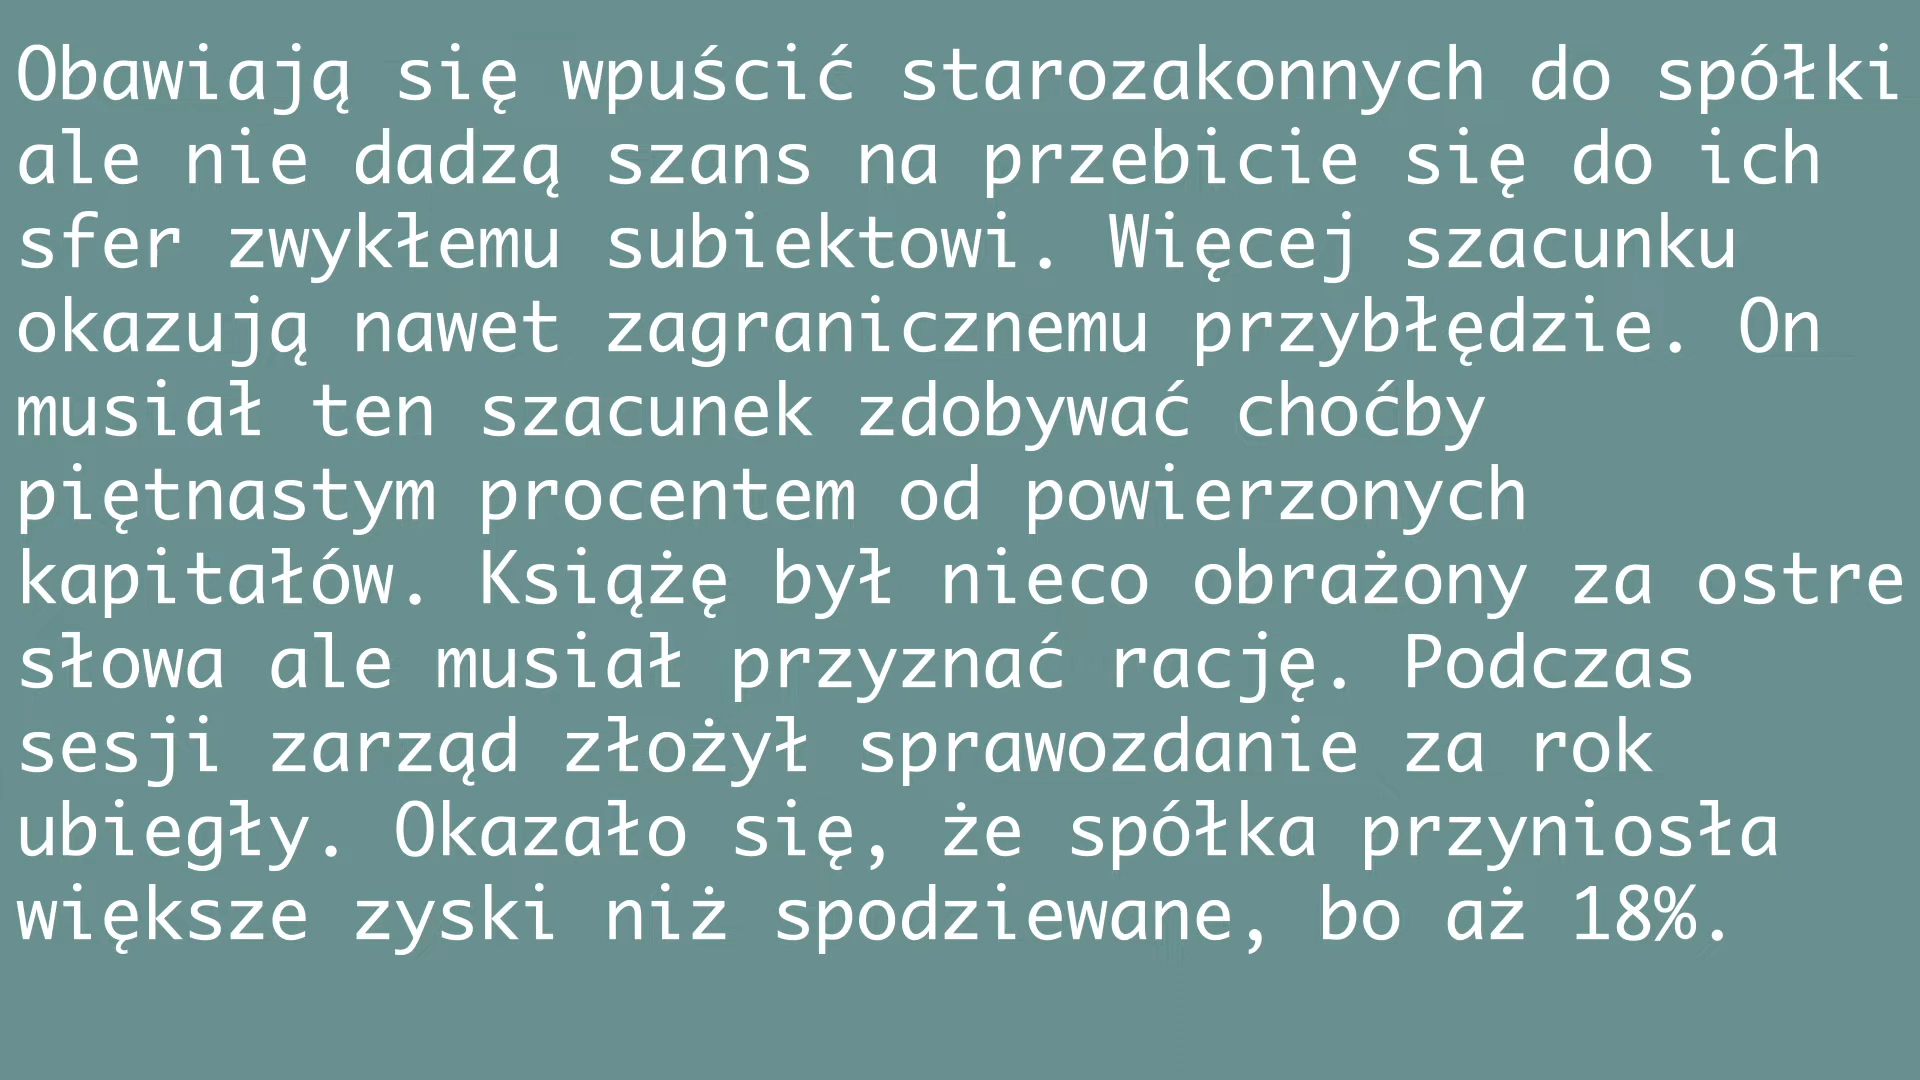 Obawiają się wpuścić starozakonnych do spółki
ale nie dadzą szans na przebicie się do ich
sfer zwykłemu subiektowi. Więcej szacunku
okazują nawet zagranicznemu przybłędzie. On
musiał ten szacunek zdobywać choćby
piętnastym procentem od powierzonych
kapitałów. Książę był nieco obrażony za ostre
słowa ale musiał przyznać rację. Podczas
sesji zarząd złożył sprawozdanie za rok
ubiegły. Okazało się, że spółka przyniosła
większe zyski niż spodziewane, bo aż 18%.